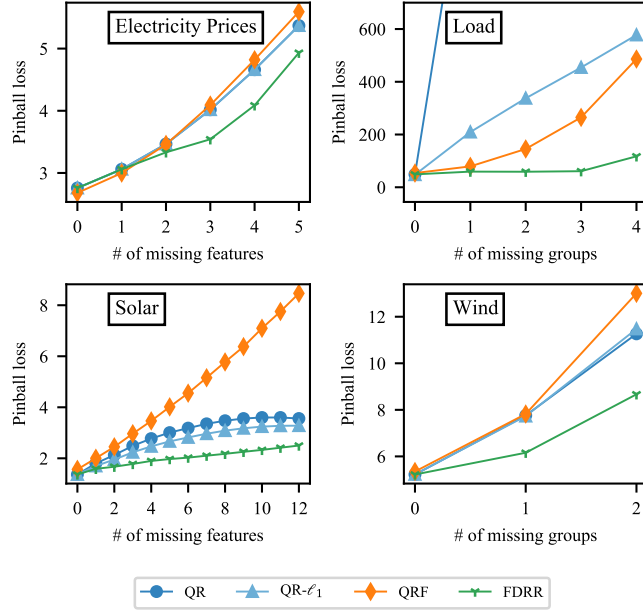 Electricity Prices
Pinball loss
5
4
3
0 1 2 3 4 5
# of missing features
Load
Pinball loss
600
400
200
0
0 1 2 3 4
# of missing groups
Solar
Pinball loss
8
6
4
2
0 2 4 6 8 10 12
# of missing features
Wind
Pinball loss
12
10
8
6
0 1 2
# of missing groups
QR QR-ℓ₁ QRF FDRR